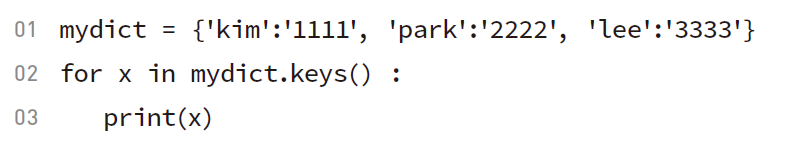 01 mydict = {'kim':'1111', 'park':'2222', 'lee':'3333'}
02 for x in mydict.keys() :
03 print(x)